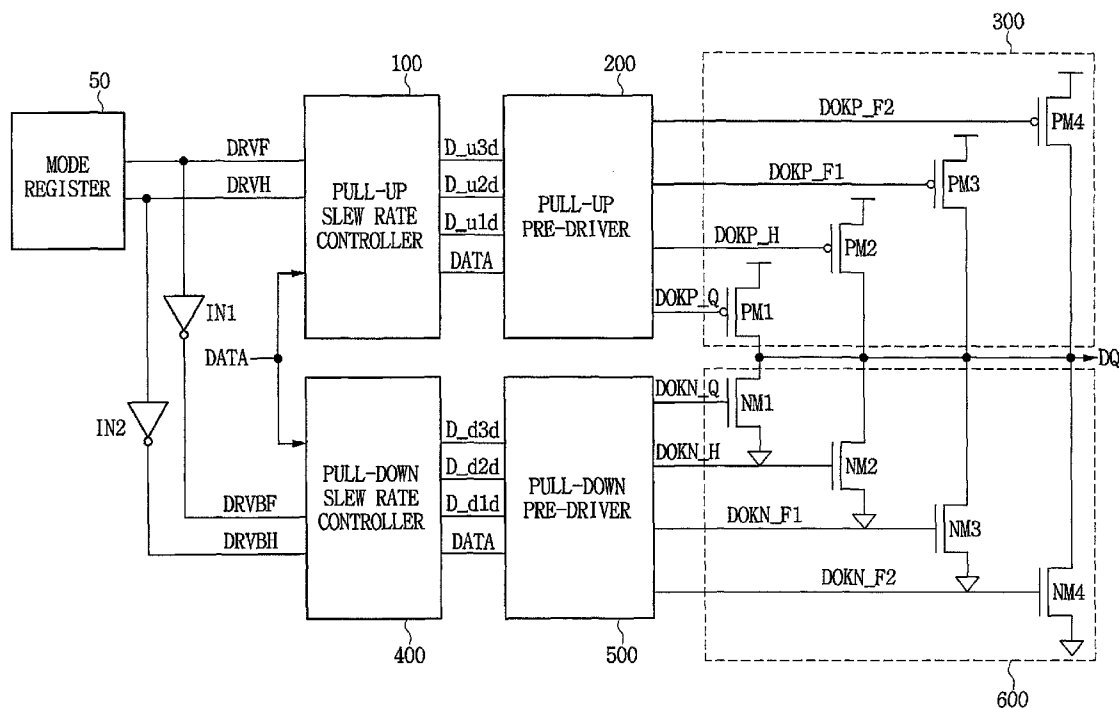 300
50
100
200
MODE
REGISTER
DRVF
DRVH
PULL-UP
SLEW RATE
CONTROLLER
D_u3d
D_u2d
D_u1d
DATA
PULL-UP
PRE-DRIVER
DOKP_F2
DOKP_F1
DOKP_H
DOKP_Q
PM4
PM3
PM2
PM1
IN1
DATA
DQ
IN2
DRVBF
DRVBH
PULL-DOWN
SLEW RATE
CONTROLLER
D_d3d
D_d2d
D_d1d
DATA
PULL-DOWN
PRE-DRIVER
DOKN_Q
DOKN_H
DOKN_F1
DOKN_F2
NM1
NM2
NM3
NM4
400
500
600